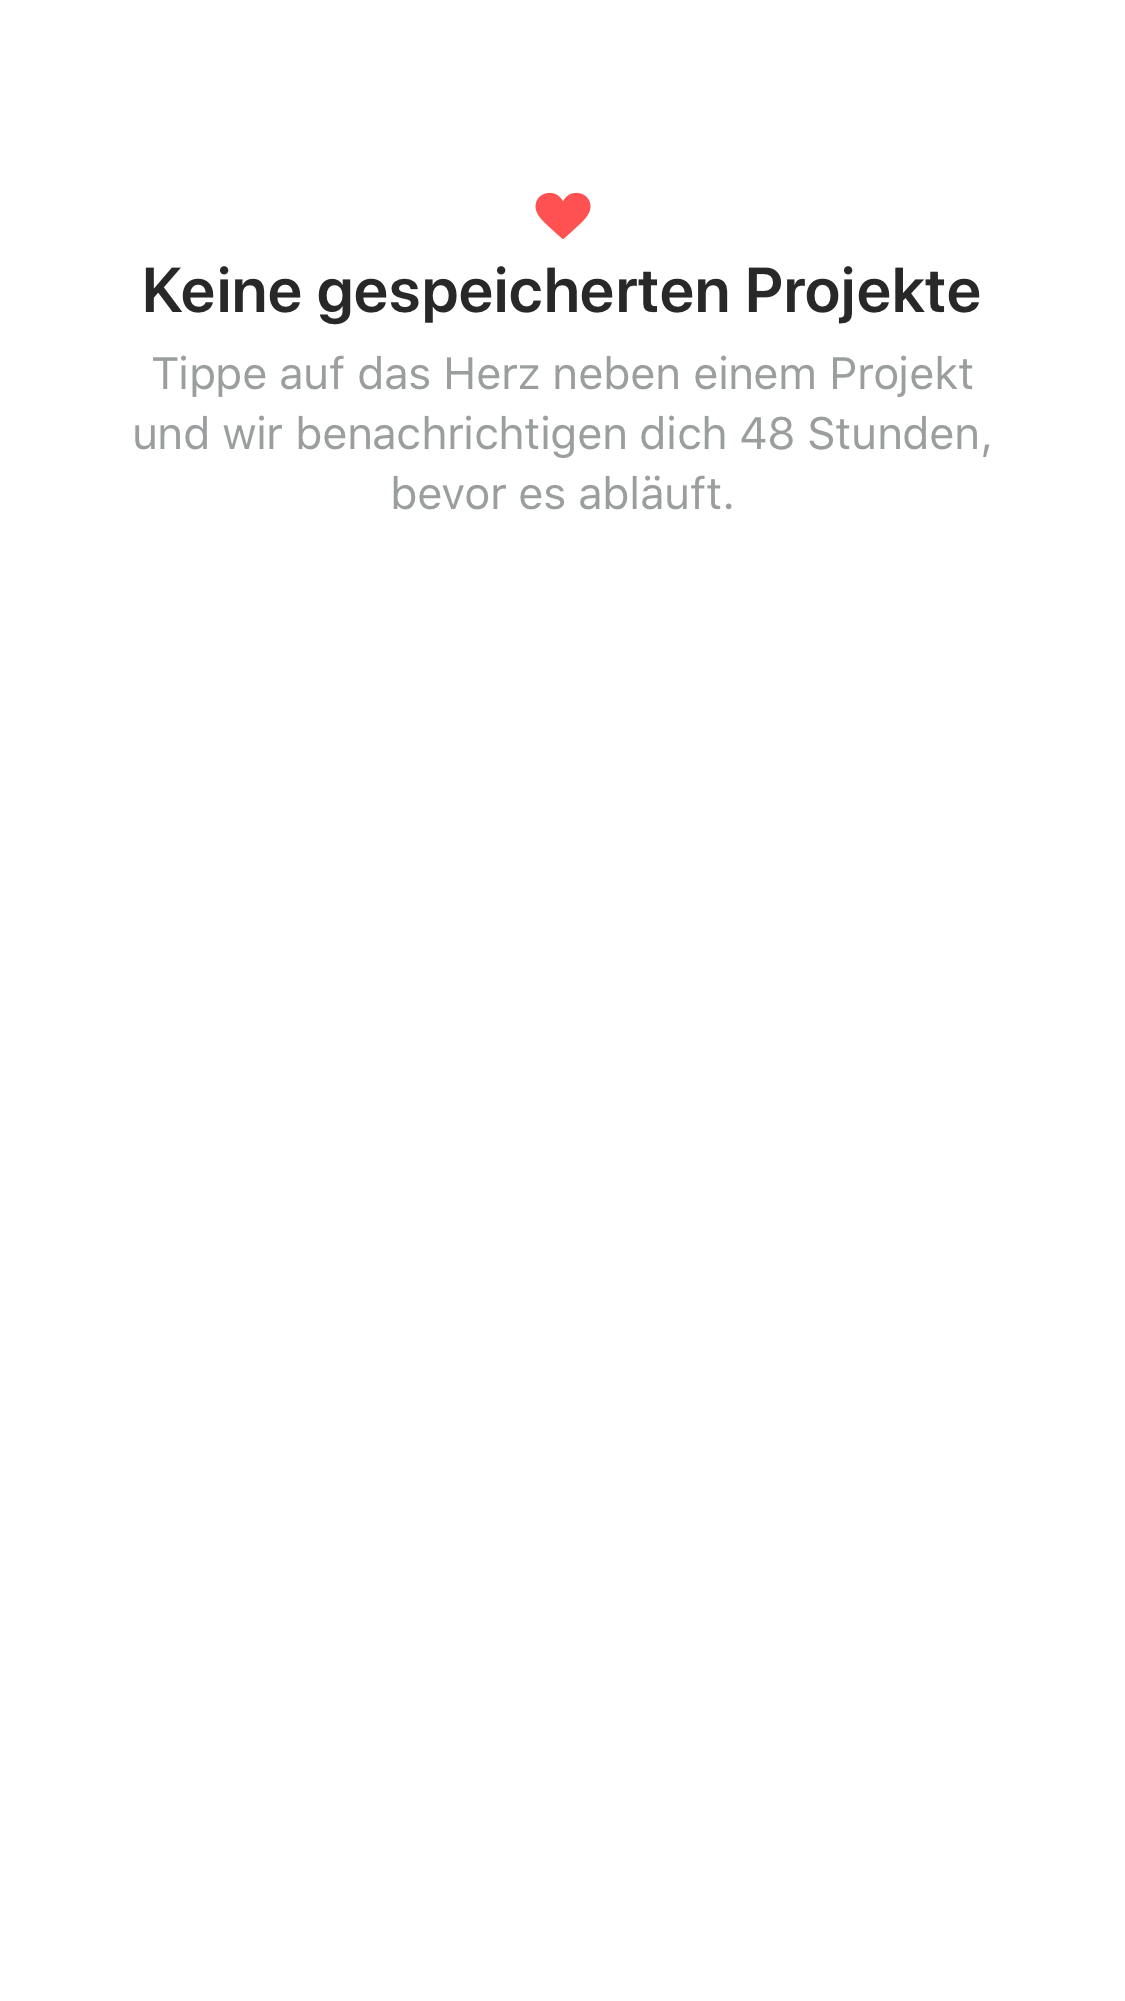 Keine gespeicherten Projekte
Tippe auf das Herz neben einem Projekt
und wir benachrichtigen dich 48 Stunden,
bevor es abläuft.